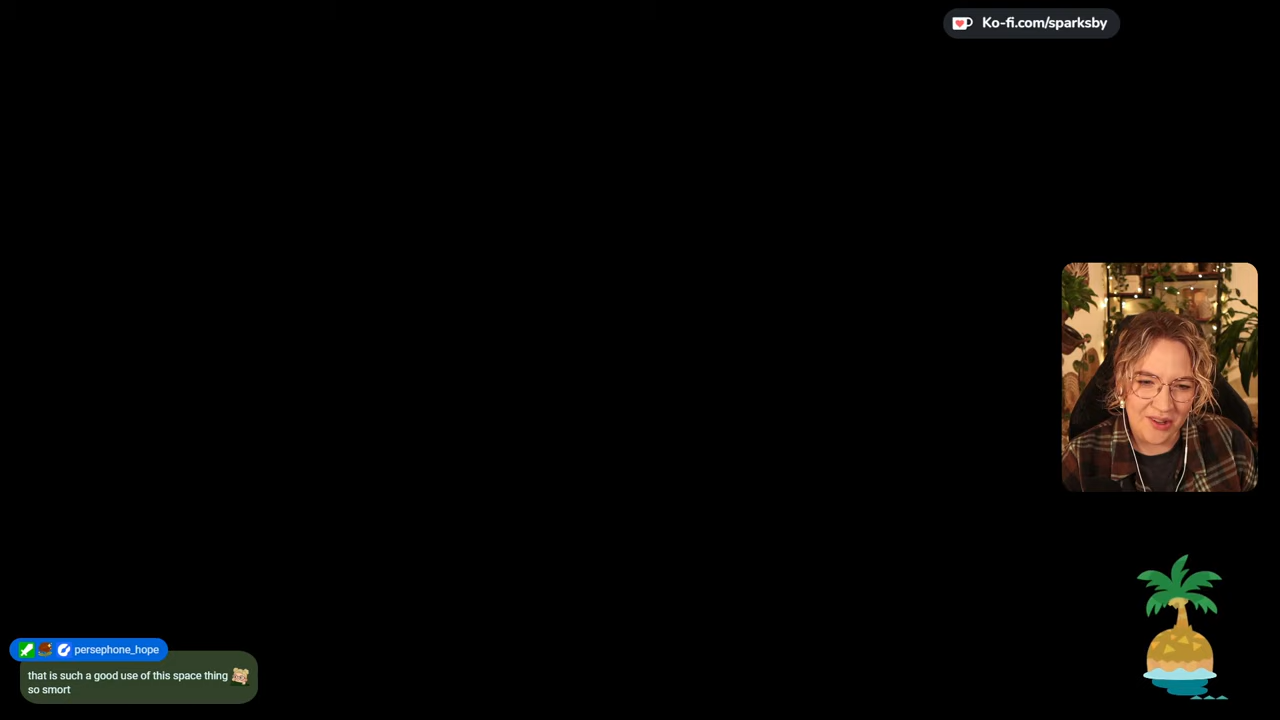 Ko-fi.com/sparksby
persephone_hope
that is such a good use of this space thing
so smort